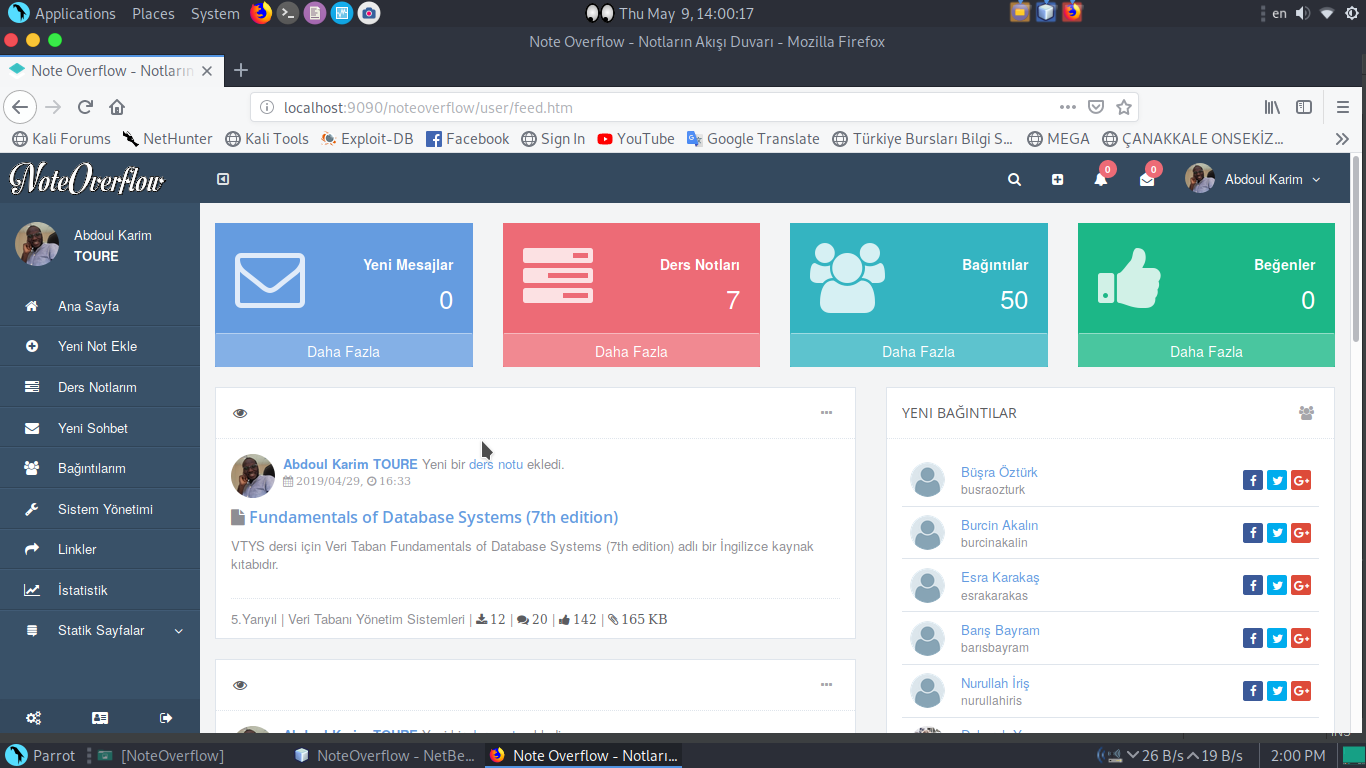 Applications Places System Thu May 9, 14:00:17 en
Note Overflow - Notların Akışı Duvarı - Mozilla Firefox
Note Overflow - Notların
localhost:9090/noteoverflow/user/feed.htm
Kali Forums NetHunter Kali Tools Exploit-DB Facebook Sign In YouTube Google Translate Türkiye Bursları Bilgi S... MEGA ÇANAKKALE ONSEKİZ...
NoteOverflow 0 0 Abdoul Karim
Abdoul Karim
TOURE
Ana Sayfa
Yeni Not Ekle
Ders Notlarım
Yeni Sohbet
Bağıntılarım
Sistem Yönetimi
Linkler
İstatistik
Statik Sayfalar
Yeni Mesajlar
0
Daha Fazla
Ders Notları
7
Daha Fazla
Bağıntılar
50
Daha Fazla
Beğenler
0
Daha Fazla
Abdoul Karim TOURE Yeni bir ders notu ekledi.
2019/04/29, 16:33
Fundamentals of Database Systems (7th edition)
VTYS dersi için Veri Taban Fundamentals of Database Systems (7th edition) adlı bir İngilizce kaynak
kıtabıdır.
5.Yarıyıl | Veri Tabanı Yönetim Sistemleri | 12 | 20 | 142 | 165 KB
YENI BAĞINTILAR
Büşra Öztürk
busraozturk
Burcin Akalın
burcinakalin
Esra Karakaş
esrakarakas
Barış Bayram
barısbayram
Nurullah İriş
nurullahiris
Parrot [NoteOverflow] NoteOverflow - NetBe... Note Overflow - Notları... 26 B/s 19 B/s 2:00 PM